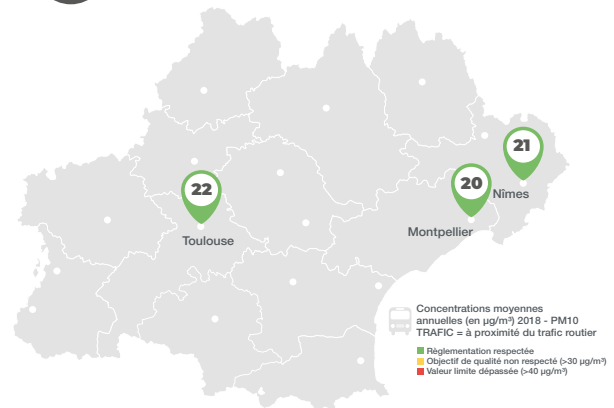 21
22
20
Nîmes
Montpellier
Toulouse
Concentrations moyennes
annuelles (en µg/m³) 2018 - PM10
TRAFIC = à proximité du trafic routier
Règlementation respectée
Objectif de qualité non respecté (>30 µg/m³)
Valeur limite dépassée (>40 µg/m³)